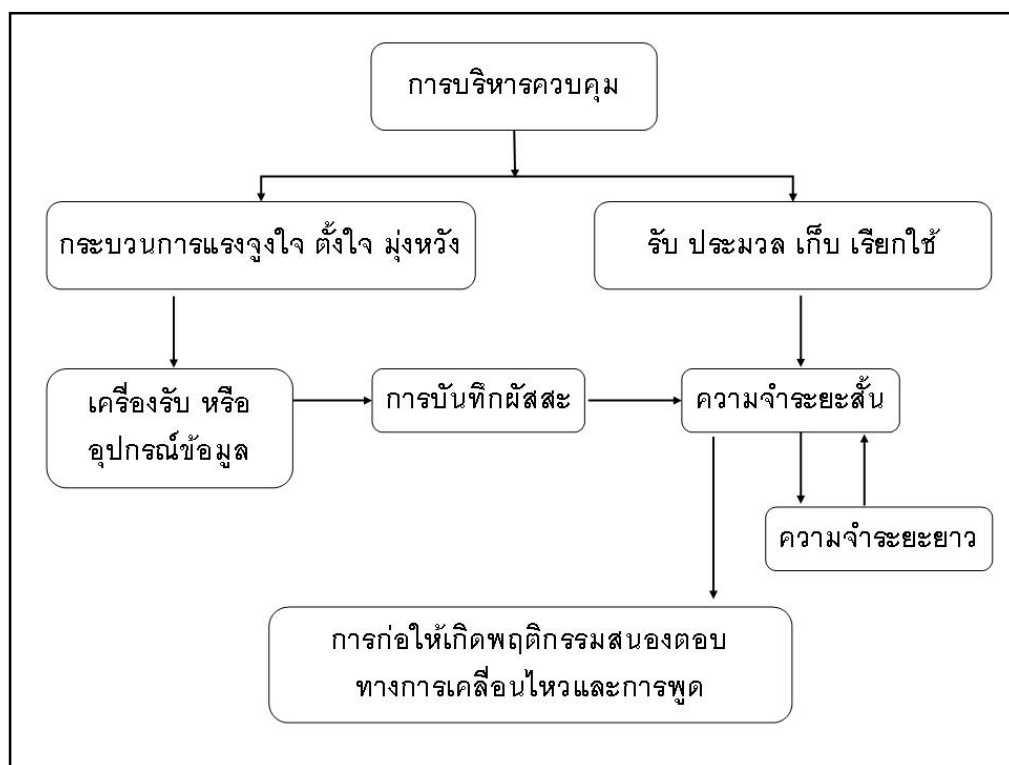 การบริหารควบคุม
กระบวนการแรงจูงใจ ตั้งใจ มุ่งหวัง
รับ ประมวล เก็บ เรียกใช้
เครื่องรับ หรือ
อุปกรณ์ข้อมูล
การบันทึกผัสสะ
ความจำระยะสั้น
ความจำระยะยาว
การก่อให้เกิดพฤติกรรมสนองตอบ
ทางการเคลื่อนไหวและการพูด